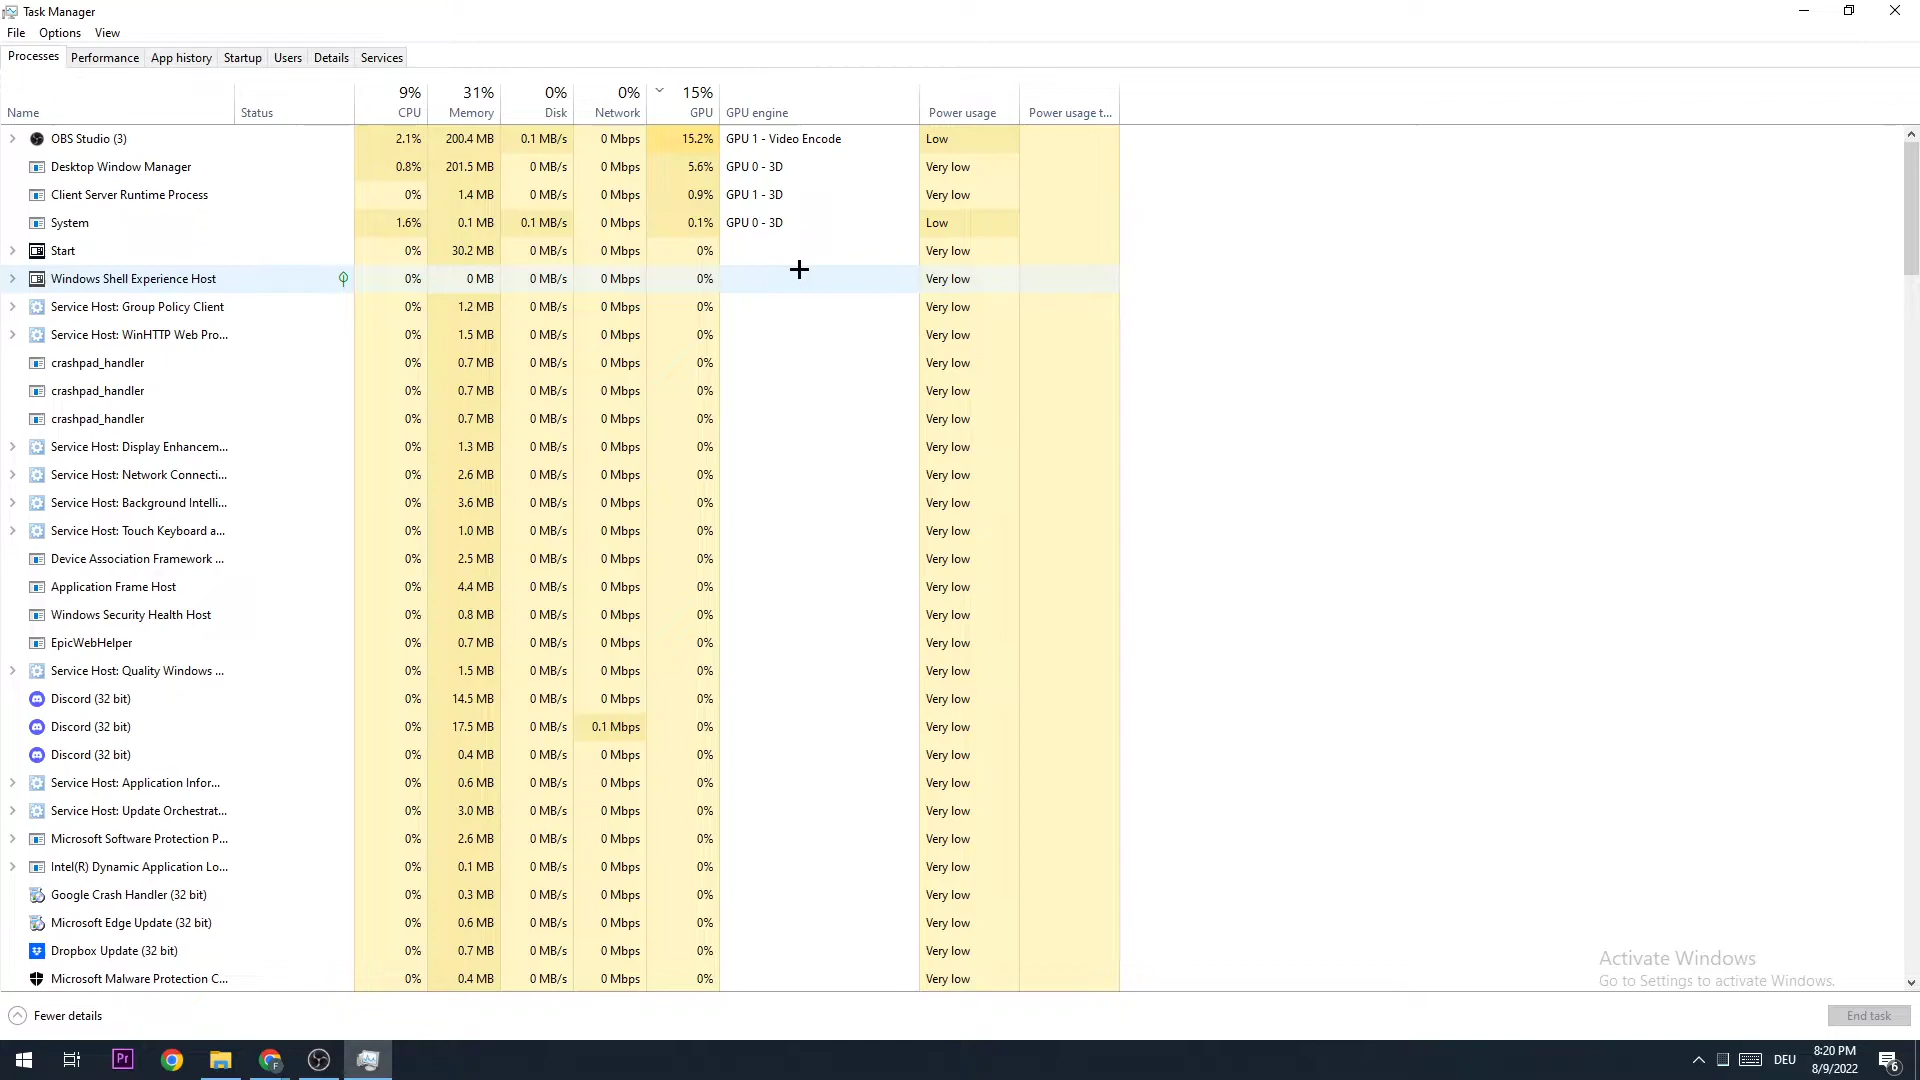 Task Manager
File Options View
Processes Performance App history Startup Users Details Services
9% 31% 0% 0% 15%
Name Status CPU Memory Disk Network GPU GPU engine Power usage Power usage t...
OBS Studio (3) 2.1% 200.4 MB 0.1 MB/s 0 Mbps 15.2% GPU 1 - Video Encode Low
Desktop Window Manager 0.8% 201.5 MB 0 MB/s 0 Mbps 5.6% GPU 0 - 3D Very low
Client Server Runtime Process 0% 1.4 MB 0 MB/s 0 Mbps 0.9% GPU 1 - 3D Very low
System 1.6% 0.1 MB 0.1 MB/s 0 Mbps 0.1% GPU 0 - 3D Low
Start 0% 30.2 MB 0 MB/s 0 Mbps 0% Very low
Windows Shell Experience Host 0% 0 MB 0 MB/s 0 Mbps 0% Very low
Service Host: Group Policy Client 0% 1.2 MB 0 MB/s 0 Mbps 0% Very low
Service Host: WinHTTP Web Pro... 0% 1.5 MB 0 MB/s 0 Mbps 0% Very low
crashpad_handler 0% 0.7 MB 0 MB/s 0 Mbps 0% Very low
crashpad_handler 0% 0.7 MB 0 MB/s 0 Mbps 0% Very low
crashpad_handler 0% 0.7 MB 0 MB/s 0 Mbps 0% Very low
Service Host: Display Enhancem... 0% 1.3 MB 0 MB/s 0 Mbps 0% Very low
Service Host: Network Connecti... 0% 2.6 MB 0 MB/s 0 Mbps 0% Very low
Service Host: Background Intelli... 0% 3.6 MB 0 MB/s 0 Mbps 0% Very low
Service Host: Touch Keyboard a... 0% 1.0 MB 0 MB/s 0 Mbps 0% Very low
Device Association Framework ... 0% 2.5 MB 0 MB/s 0 Mbps 0% Very low
Application Frame Host 0% 4.4 MB 0 MB/s 0 Mbps 0% Very low
Windows Security Health Host 0% 0.8 MB 0 MB/s 0 Mbps 0% Very low
EpicWebHelper 0% 0.7 MB 0 MB/s 0 Mbps 0% Very low
Service Host: Quality Windows ... 0% 1.5 MB 0 MB/s 0 Mbps 0% Very low
Discord (32 bit) 0% 14.5 MB 0 MB/s 0 Mbps 0% Very low
Discord (32 bit) 0% 17.5 MB 0 MB/s 0.1 Mbps 0% Very low
Discord (32 bit) 0% 0.4 MB 0 MB/s 0 Mbps 0% Very low
Service Host: Application Infor... 0% 0.6 MB 0 MB/s 0 Mbps 0% Very low
Service Host: Update Orchestrat... 0% 3.0 MB 0 MB/s 0 Mbps 0% Very low
Microsoft Software Protection P... 0% 2.6 MB 0 MB/s 0 Mbps 0% Very low
Intel(R) Dynamic Application Lo... 0% 0.1 MB 0 MB/s 0 Mbps 0% Very low
Google Crash Handler (32 bit) 0% 0.3 MB 0 MB/s 0 Mbps 0% Very low
Microsoft Edge Update (32 bit) 0% 0.6 MB 0 MB/s 0 Mbps 0% Very low
Dropbox Update (32 bit) 0% 0.7 MB 0 MB/s 0 Mbps 0% Very low
Microsoft Malware Protection C... 0% 0.4 MB 0 MB/s 0 Mbps 0% Very low
Activate Windows
Go to Settings to activate Windows.
Fewer details End task
Pr F DEU 8:20 PM
8/9/2022 6